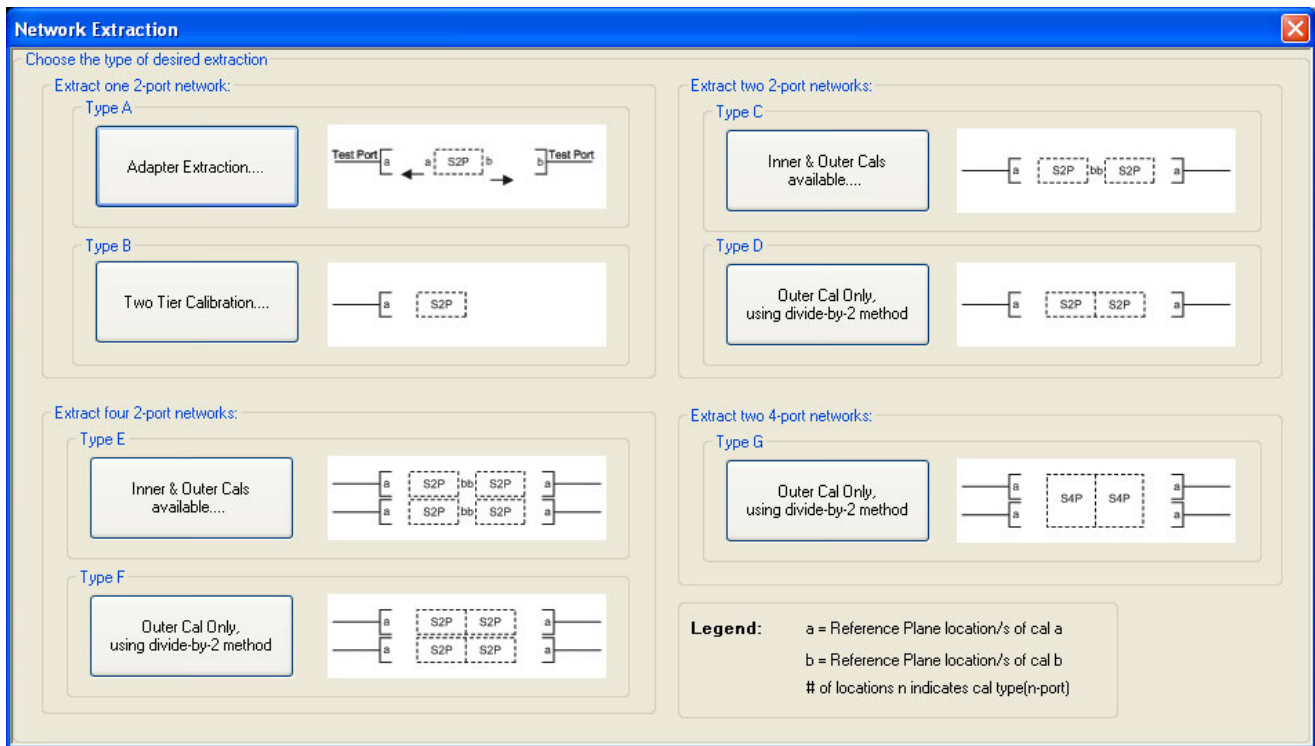 Network Extraction
Choose the type of desired extraction
Extract one 2-port network:
Type A
Adapter Extraction....
Test Port a a S2P b b Test Port
Type B
Two Tier Calibration....
a S2P
Extract two 2-port networks:
Type C
Inner & Outer Cals
available....
a S2P bb S2P a
Type D
Outer Cal Only,
using divide-by-2 method
a S2P S2P a
Extract four 2-port networks:
Type E
Inner & Outer Cals
available....
a S2P bb S2P a
a S2P bb S2P a
Type F
Outer Cal Only,
using divide-by-2 method
a S2P S2P a
a S2P S2P a
Extract two 4-port networks:
Type G
Outer Cal Only,
using divide-by-2 method
a a
S4P S4P
a a
Legend:
a = Reference Plane location/s of cal a
b = Reference Plane location/s of cal b
# of locations n indicates cal type(n-port)